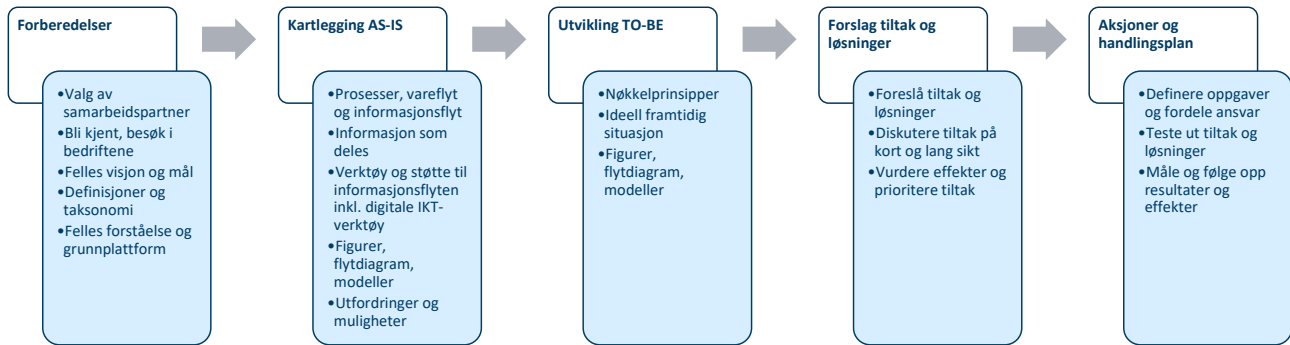 Forberedelser
•Valg av
samarbeidspartner
•Bli kjent, besøk i
bedriftene
•Felles visjon og mål
•Definisjoner og
taksonomi
•Felles forståelse og
grunnplattform
Kartlegging AS-IS
•Prosesser, vareflyt
og informasjonsflyt
•Informasjon som
deles
•Verktøy og støtte til
informasjonsflyten
inkl. digitale IKT-
verktøy
•Figurer,
flytdiagram,
modeller
•Utfordringer og
muligheter
Utvikling TO-BE
•Nøkkelprinsipper
•Ideell framtidig
situasjon
•Figurer,
flytdiagram,
modeller
Forslag tiltak og
løsninger
•Foreslå tiltak og
løsninger
•Diskutere tiltak på
kort og lang sikt
•Vurdere effekter og
prioritere tiltak
Aksjoner og
handlingsplan
•Definere oppgaver
og fordele ansvar
•Teste ut tiltak og
løsninger
•Måle og følge opp
resultater og
effekter